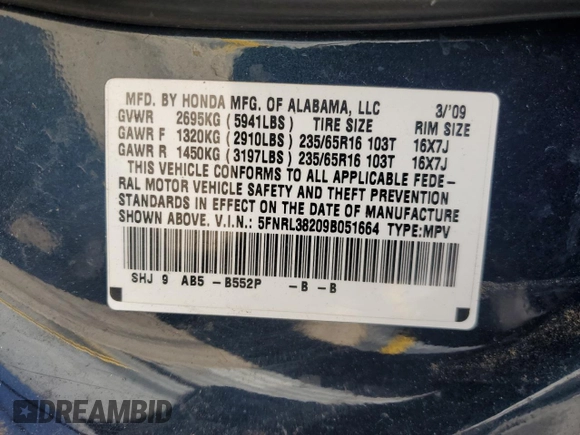 MFD. BY HONDA MFG. OF ALABAMA, LLC 3/'09
GVWR 2695KG (5941LBS) TIRE SIZE RIM SIZE
GAWR F 1320KG (2910LBS) 235/65R16 103T 16X7J
GAWR R 1450KG (3197LBS) 235/65R16 103T 16X7J
THIS VEHICLE CONFORMS TO ALL APPLICABLE FEDE-
RAL MOTOR VEHICLE SAFETY AND THEFT PREVENTION
STANDARDS IN EFFECT ON THE DATE OF MANUFACTURE
SHOWN ABOVE. V.I.N.: 5FNRL38209B051664 TYPE:MPV
SHJ 9 AB5 -B552P -B -B
DREAMBID